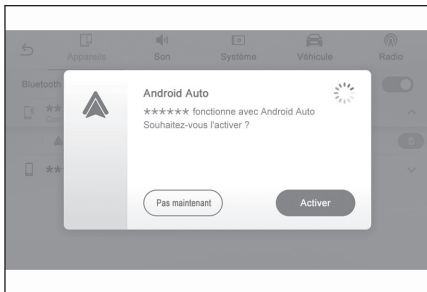 Appareils Son Système Véhicule Radio
Bluetooth
**
Android Auto
****** fonctionne avec Android Auto
Souhaitez-vous l'activer ?
**
Pas maintenant Activer